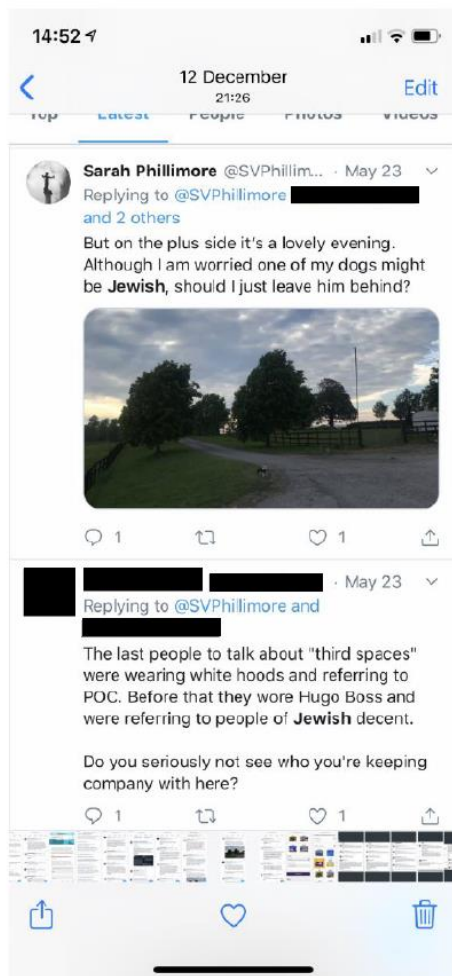 14:52
12 December
21:26
Edit
Top Latest People Photos Videos
Sarah Phillimore @SVPhillim... · May 23
Replying to @SVPhillimore
and 2 others
But on the plus side it's a lovely evening.
Although I am worried one of my dogs might
be Jewish, should I just leave him behind?
1 1
· May 23
Replying to @SVPhillimore and
The last people to talk about "third spaces"
were wearing white hoods and referring to
POC. Before that they wore Hugo Boss and
were referring to people of Jewish decent.
Do you seriously not see who you're keeping
company with here?
1 1